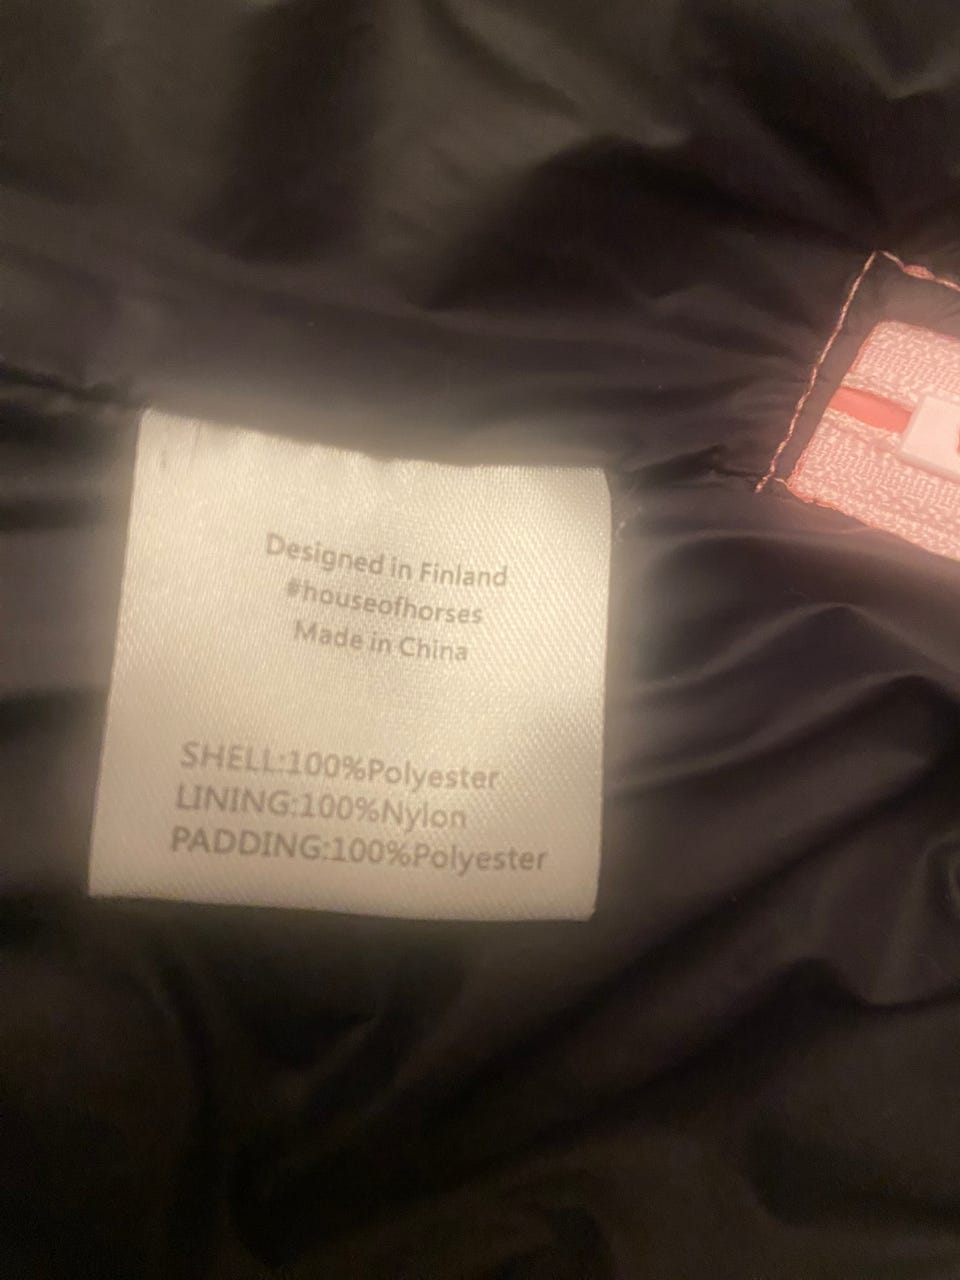 Designed in Finland
#houseofhorses
Made in China
SHELL:100%Polyester
LINING:100%Nylon
PADDING:100%Polyester